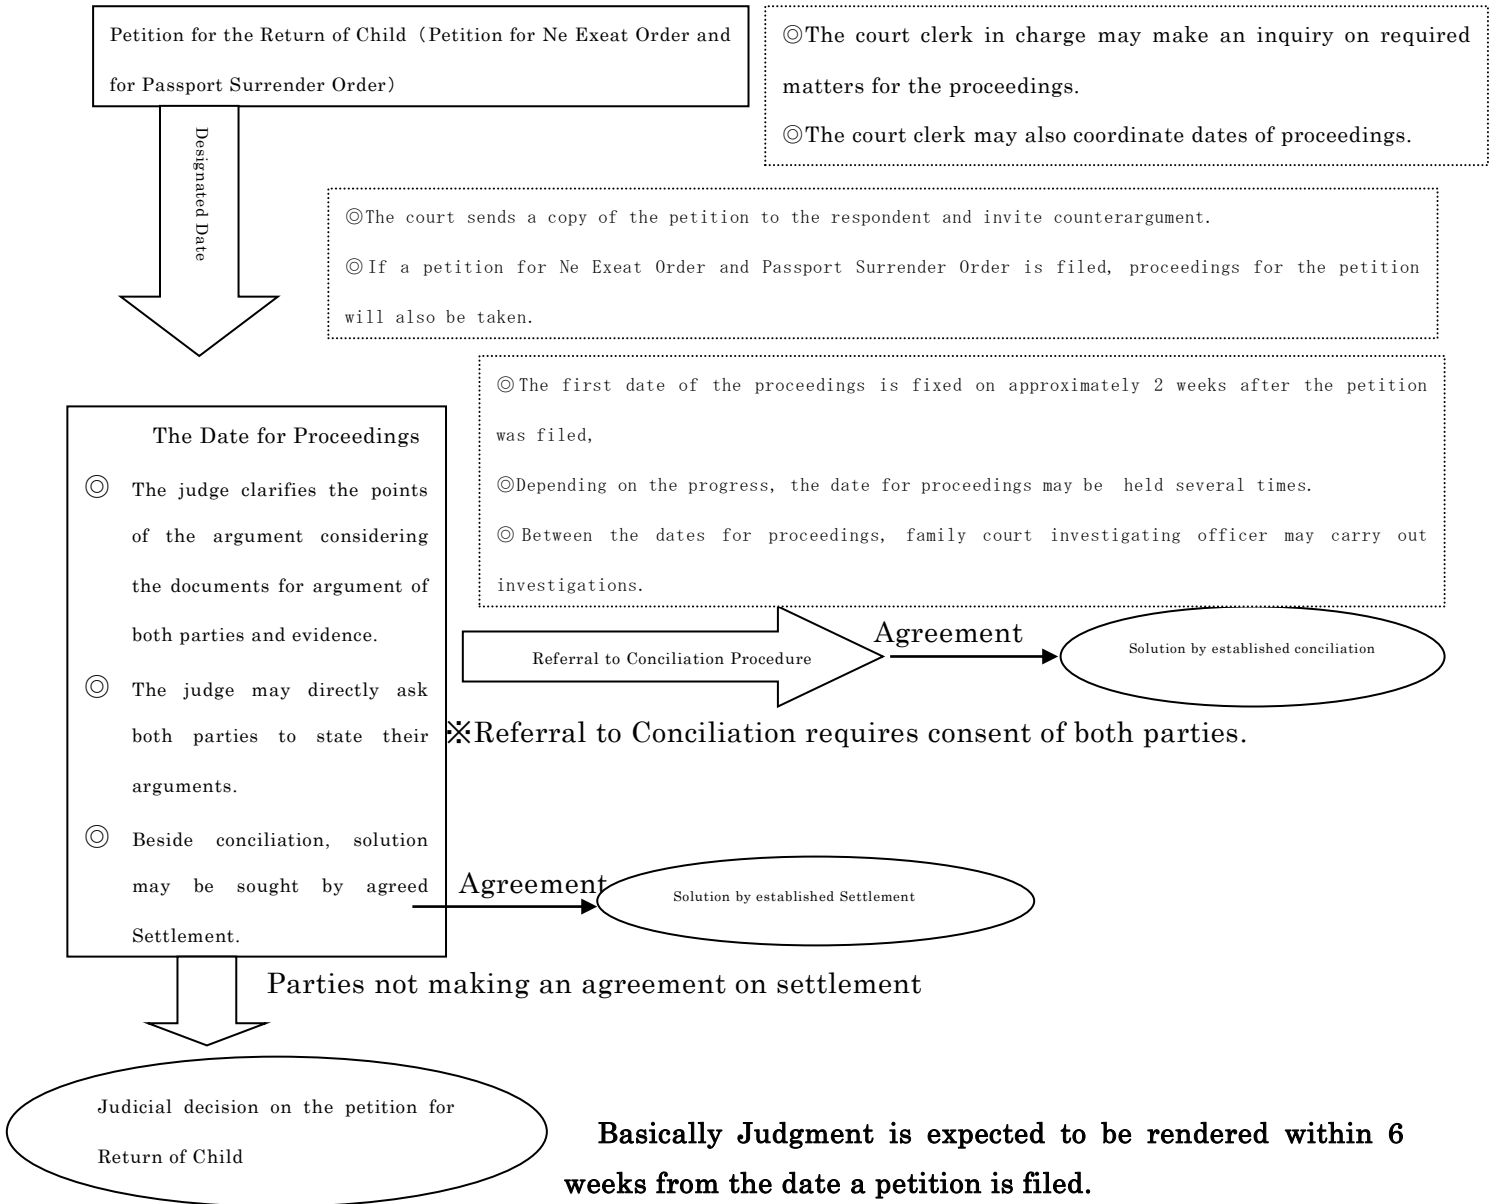 Petition for the Return of Child（Petition for Ne Exeat Order and
for Passport Surrender Order）
◎The court clerk in charge may make an inquiry on required
matters for the proceedings.
◎The court clerk may also coordinate dates of proceedings.
Designated Date
◎The court sends a copy of the petition to the respondent and invite counterargument.
◎If a petition for Ne Exeat Order and Passport Surrender Order is filed, proceedings for the petition
will also be taken.
◎The first date of the proceedings is fixed on approximately 2 weeks after the petition
was filed,
◎Depending on the progress, the date for proceedings may be held several times.
◎Between the dates for proceedings, family court investigating officer may carry out
investigations.
The Date for Proceedings
◎ The judge clarifies the points
of the argument considering
the documents for argument of
both parties and evidence.
◎ The judge may directly ask
both parties to state their
arguments.
◎ Beside conciliation, solution
may be sought by agreed
Settlement.
Referral to Conciliation Procedure
Agreement
Solution by established conciliation
※Referral to Conciliation requires consent of both parties.
Agreement
Solution by established Settlement
Parties not making an agreement on settlement
Judicial decision on the petition for
Return of Child
Basically Judgment is expected to be rendered within 6
weeks from the date a petition is filed.